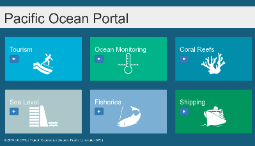 Pacific Ocean Portal
Tourism
Ocean Monitoring
Coral Reefs
Sea Level
Fisheries
Shipping